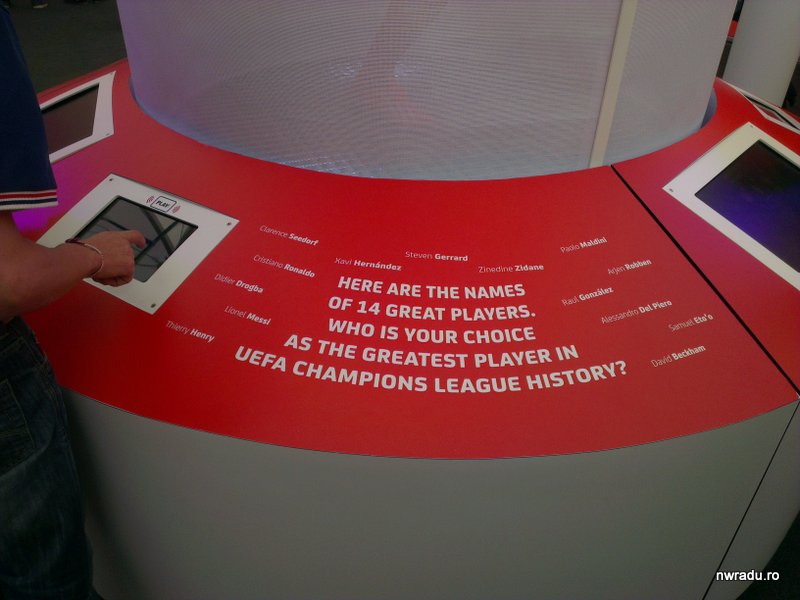 PLAY
Clarence Seedorf
Cristiano Ronaldo
Didier Drogba
Lionel Messi
Thierry Henry
Xavi Hernández
Steven Gerrard
Zinedine Zidane
Paolo Maldini
Arjen Robben
Raul González
Alessandro Del Piero
Samuel Eto'o
David Beckham
HERE ARE THE NAMES
OF 14 GREAT PLAYERS.
WHO IS YOUR CHOICE
AS THE GREATEST PLAYER IN
UEFA CHAMPIONS LEAGUE HISTORY?
nwradu.ro